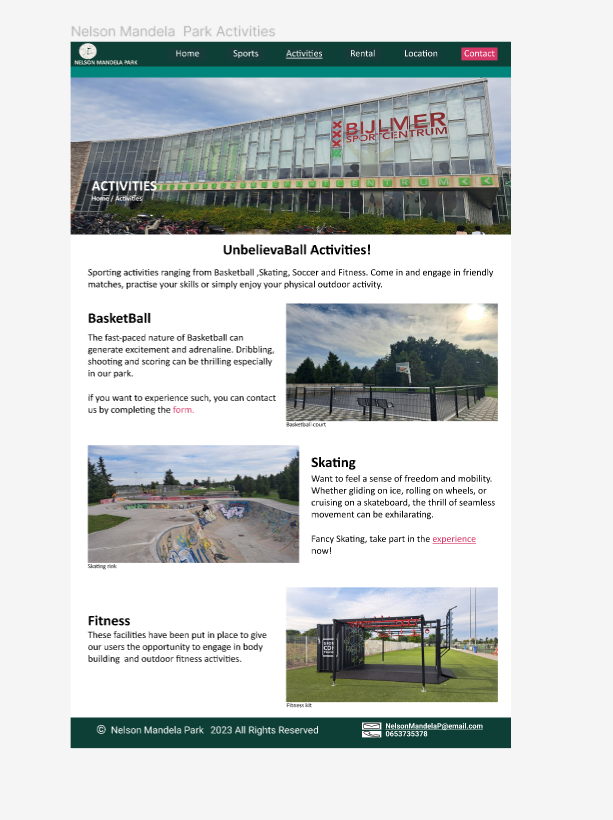 Nelson Mandela Park Activities
NELSON MANDELA PARK
Home Sports Activities Rental Location Contact
BIJLMER
SPORTCENTRUM
SPORTCENTRUM
ACTIVITIES
Home / Activities
UnbelievaBall Activities!
Sporting activities ranging from Basketball ,Skating, Soccer and Fitness. Come in and engage in friendly
matches, practise your skills or simply enjoy your physical outdoor activity.
BasketBall
The fast-paced nature of Basketball can
generate excitement and adrenaline. Dribbling,
shooting and scoring can be thrilling especially
in our park.
if you want to experience such, you can contact
us by completing the form.
Basketball-court
Skating
Want to feel a sense of freedom and mobility.
Whether gliding on ice, rolling on wheels, or
cruising on a skateboard, the thrill of seamless
movement can be exhilarating.
Fancy Skating, take part in the experience
now!
Skating rink
Fitness
These facilities have been put in place to give
our users the opportunity to engage in body
building and outdoor fitness activities.
Fitness kit
© Nelson Mandela Park 2023 All Rights Reserved
NelsonMandelaP@email.com
0653735378